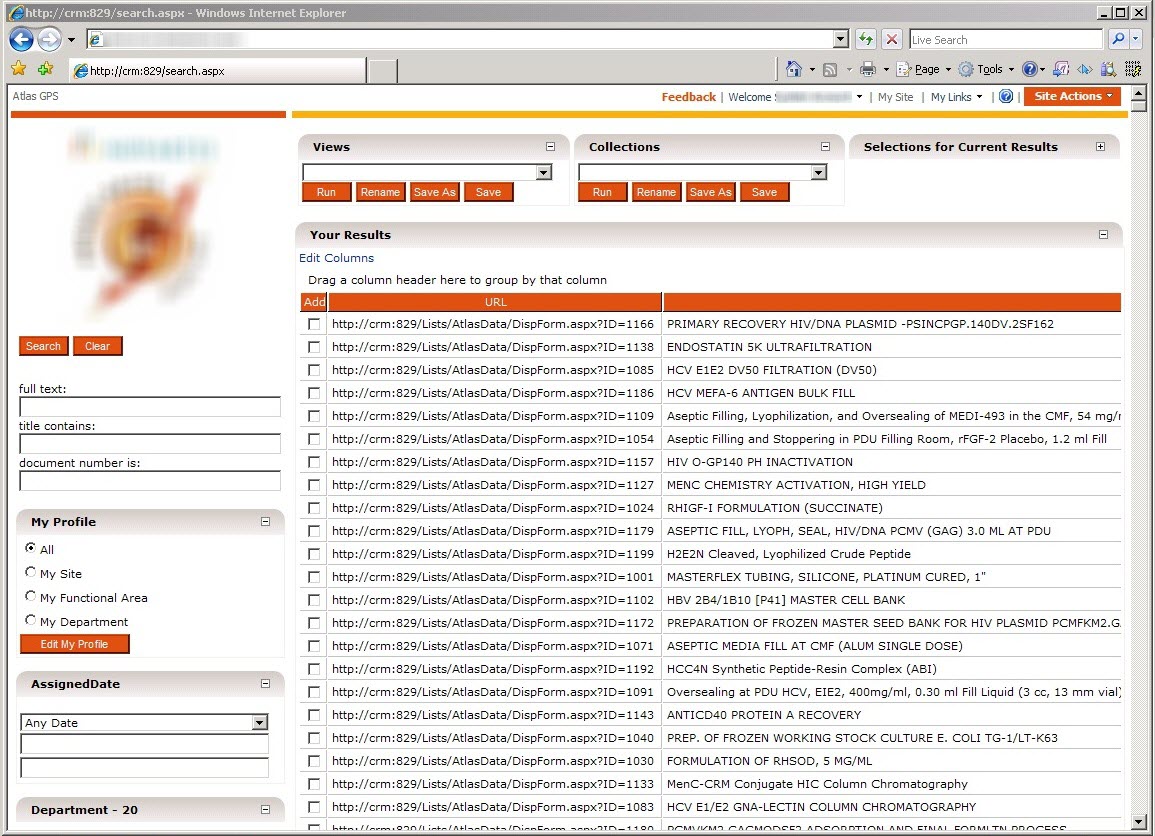 http://crm:829/search.aspx - Windows Internet Explorer
Live Search
http://crm:829/search.aspx
Page
Tools
Atlas GPS
Feedback | Welcome
| My Site | My Links
Site Actions
Views
Run
Rename
Save As
Save
Collections
Run
Rename
Save As
Save
Selections for Current Results
Search
Clear
full text:
title contains:
document number is:
My Profile
All
My Site
My Functional Area
My Department
Edit My Profile
AssignedDate
Any Date
Department - 20
Your Results
Edit Columns
Drag a column header here to group by that column
Add URL
http://crm:829/Lists/AtlasData/DispForm.aspx?ID=1166 PRIMARY RECOVERY HIV/DNA PLASMID -PSINCPGP.140DV.2SF162
http://crm:829/Lists/AtlasData/DispForm.aspx?ID=1138 ENDOSTATIN 5K ULTRAFILTRATION
http://crm:829/Lists/AtlasData/DispForm.aspx?ID=1085 HCV E1E2 DV50 FILTRATION (DV50)
http://crm:829/Lists/AtlasData/DispForm.aspx?ID=1186 HCV MEFA-6 ANTIGEN BULK FILL
http://crm:829/Lists/AtlasData/DispForm.aspx?ID=1109 Aseptic Filling, Lyophilization, and Oversealing of MEDI-493 in the CMF, 54 mg/
http://crm:829/Lists/AtlasData/DispForm.aspx?ID=1054 Aseptic Filling and Stoppering in PDU Filling Room, rFGF-2 Placebo, 1.2 ml Fill
http://crm:829/Lists/AtlasData/DispForm.aspx?ID=1157 HIV O-GP140 PH INACTIVATION
http://crm:829/Lists/AtlasData/DispForm.aspx?ID=1127 MENC CHEMISTRY ACTIVATION, HIGH YIELD
http://crm:829/Lists/AtlasData/DispForm.aspx?ID=1024 RHIGF-I FORMULATION (SUCCINATE)
http://crm:829/Lists/AtlasData/DispForm.aspx?ID=1179 ASEPTIC FILL, LYOPH, SEAL, HIV/DNA PCMV (GAG) 3.0 ML AT PDU
http://crm:829/Lists/AtlasData/DispForm.aspx?ID=1199 H2E2N Cleaved, Lyophilized Crude Peptide
http://crm:829/Lists/AtlasData/DispForm.aspx?ID=1001 MASTERFLEX TUBING, SILICONE, PLATINUM CURED, 1"
http://crm:829/Lists/AtlasData/DispForm.aspx?ID=1102 HBV 2B4/1B10 [P41] MASTER CELL BANK
http://crm:829/Lists/AtlasData/DispForm.aspx?ID=1172 PREPARATION OF FROZEN MASTER SEED BANK FOR HIV PLASMID PCMFKM2.G
http://crm:829/Lists/AtlasData/DispForm.aspx?ID=1071 ASEPTIC MEDIA FILL AT CMF (ALUM SINGLE DOSE)
http://crm:829/Lists/AtlasData/DispForm.aspx?ID=1192 HCC4N Synthetic Peptide-Resin Complex (ABI)
http://crm:829/Lists/AtlasData/DispForm.aspx?ID=1091 Oversealing at PDU HCV, EIE2, 400mg/ml, 0.30 ml Fill Liquid (3 cc, 13 mm vial)
http://crm:829/Lists/AtlasData/DispForm.aspx?ID=1143 ANTICD40 PROTEIN A RECOVERY
http://crm:829/Lists/AtlasData/DispForm.aspx?ID=1040 PREP. OF FROZEN WORKING STOCK CULTURE E. COLI TG-1/LT-K63
http://crm:829/Lists/AtlasData/DispForm.aspx?ID=1030 FORMULATION OF RHSOD, 5 MG/ML
http://crm:829/Lists/AtlasData/DispForm.aspx?ID=1133 MenC-CRM Conjugate HIC Column Chromatography
http://crm:829/Lists/AtlasData/DispForm.aspx?ID=1083 HCV E1/E2 GNA-LECTIN COLUMN CHROMATOGRAPHY